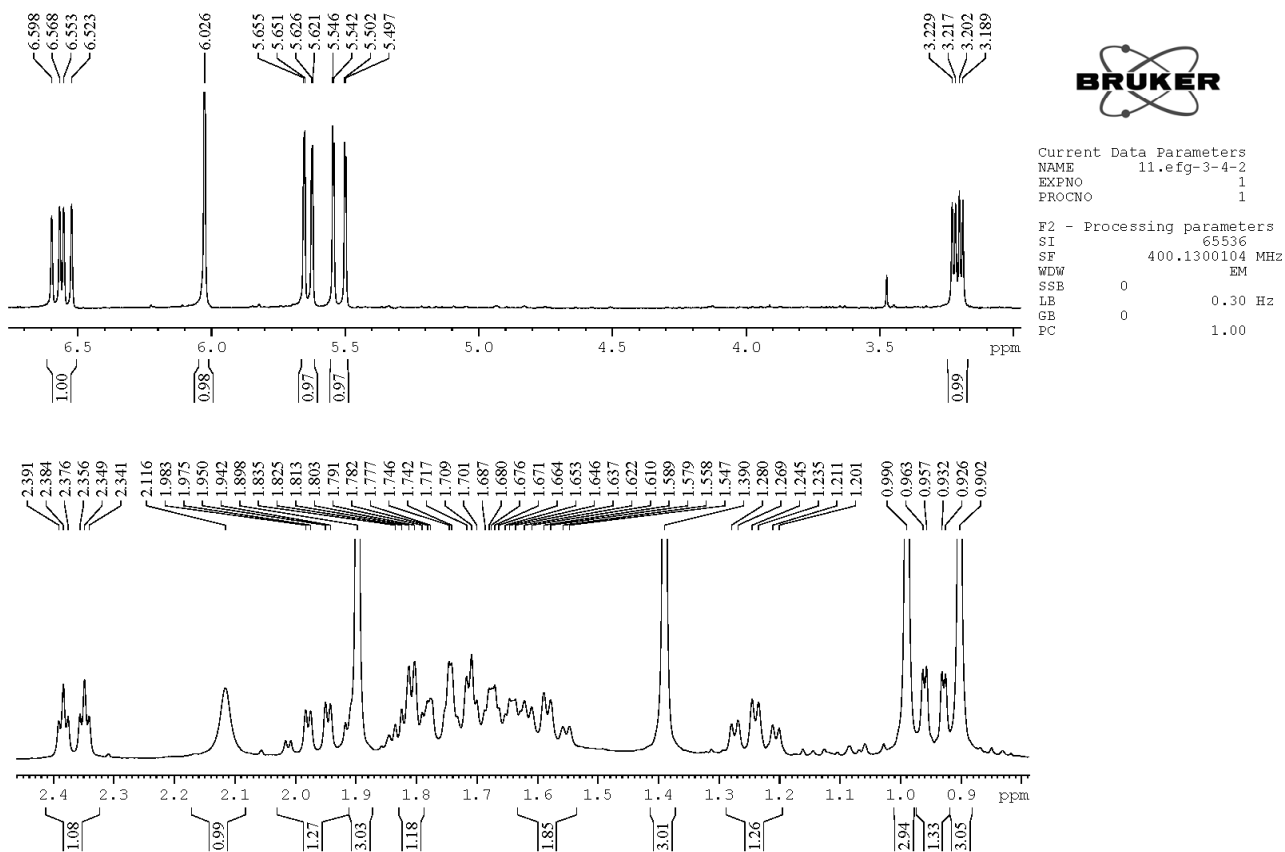 6.598 6.568 6.553 6.523 6.026 5.655 5.651 5.626 5.621 5.546 5.542 5.502 5.497 3.229 3.217 3.202 3.189
BRUKER
Current Data Parameters
NAME 11.efg-3-4-2
EXPNO 1
PROCNO 1
F2 - Processing parameters
SI 65536
SF 400.1300104 MHz
WDW EM
SSB 0
LB 0.30 Hz
GB 0
PC 1.00
6.5 6.0 5.5 5.0 4.5 4.0 3.5 ppm
1.00 0.98 0.97 0.97 0.99
2.391 2.384 2.376 2.356 2.349 2.341 2.116 1.983 1.975 1.950 1.942 1.898 1.835 1.825 1.813 1.803 1.791 1.782 1.777 1.746 1.742 1.717 1.709 1.701 1.687 1.680 1.676 1.671 1.664 1.653 1.646 1.637 1.622 1.610 1.589 1.579 1.558 1.547 1.390 1.280 1.269 1.245 1.235 1.211 1.201 0.990 0.963 0.957 0.932 0.926 0.902
2.4 2.3 2.2 2.1 2.0 1.9 1.8 1.7 1.6 1.5 1.4 1.3 1.2 1.1 1.0 0.9 ppm
1.08 0.99 1.27 3.03 1.18 1.85 3.01 1.26 2.94 1.33 3.05